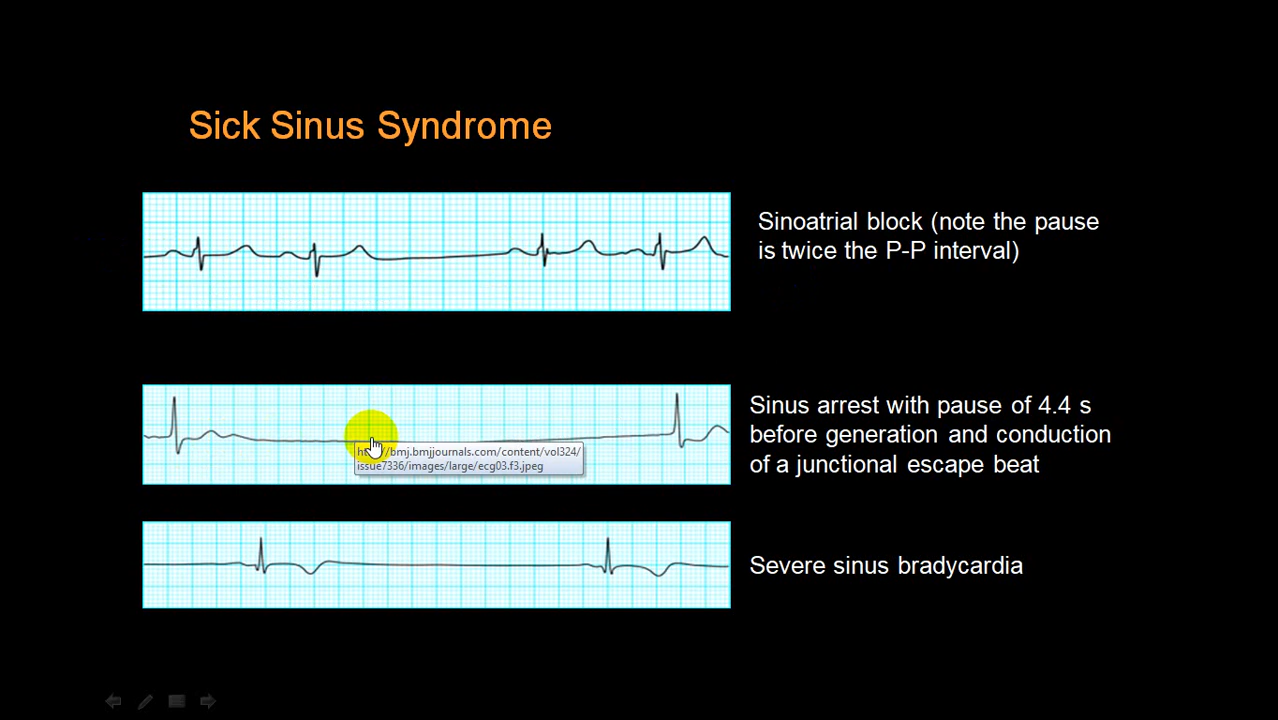 Sick Sinus Syndrome
Sinoatrial block (note the pause
is twice the P-P interval)
Sinus arrest with pause of 4.4 s
before generation and conduction
of a junctional escape beat
bmj.bmjjournals.com/content/vol324/
issue7336/images/large/ecg03.f3.jpeg
Severe sinus bradycardia